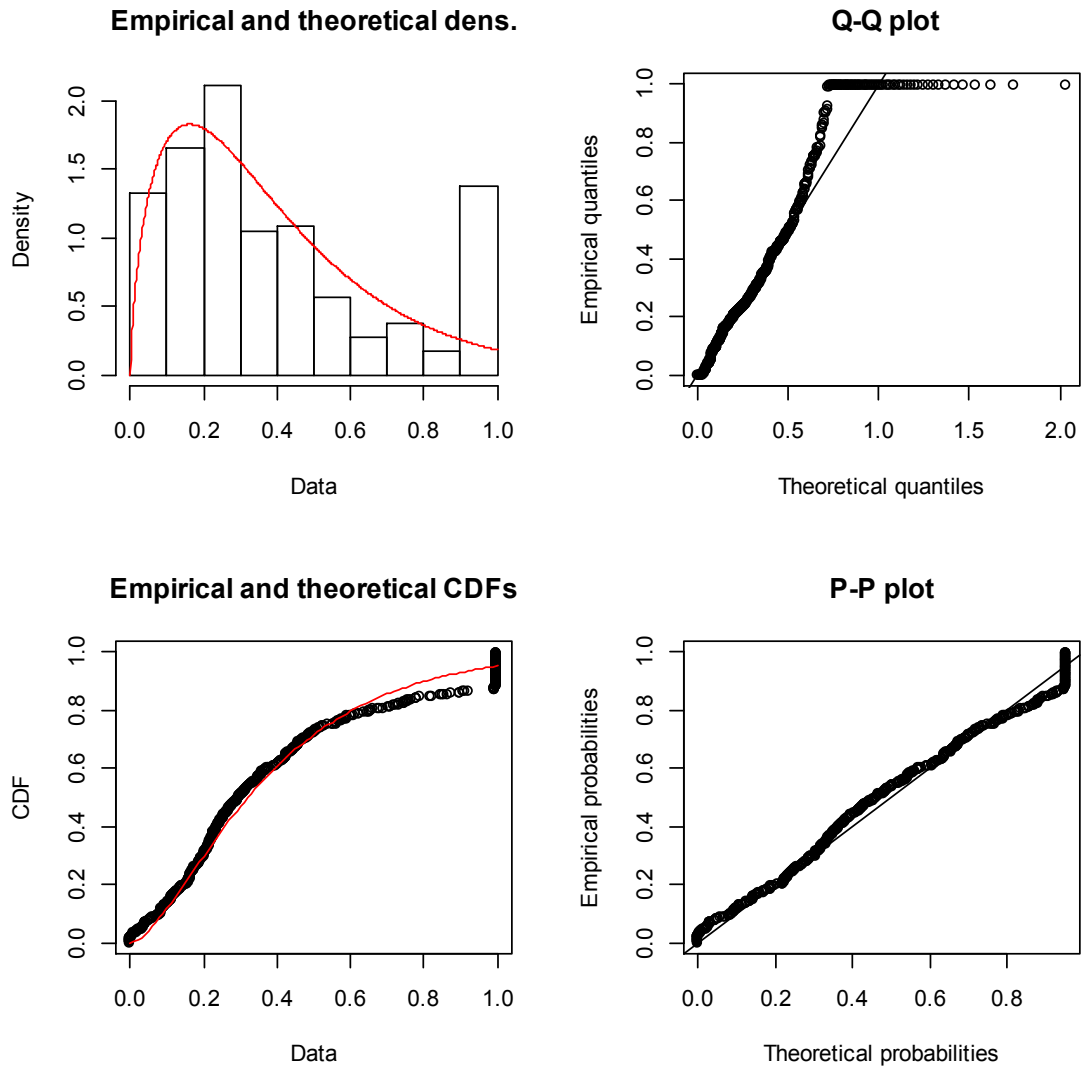 Empirical and theoretical dens.
Density
0.0 0.5 1.0 1.5 2.0
0.0 0.2 0.4 0.6 0.8 1.0
Data
Q-Q plot
Empirical quantiles
0.0 0.2 0.4 0.6 0.8 1.0
0.0 0.5 1.0 1.5 2.0
Theoretical quantiles
Empirical and theoretical CDFs
CDF
0.0 0.2 0.4 0.6 0.8 1.0
0.0 0.2 0.4 0.6 0.8 1.0
Data
P-P plot
Empirical probabilities
0.0 0.2 0.4 0.6 0.8 1.0
0.0 0.2 0.4 0.6 0.8
Theoretical probabilities